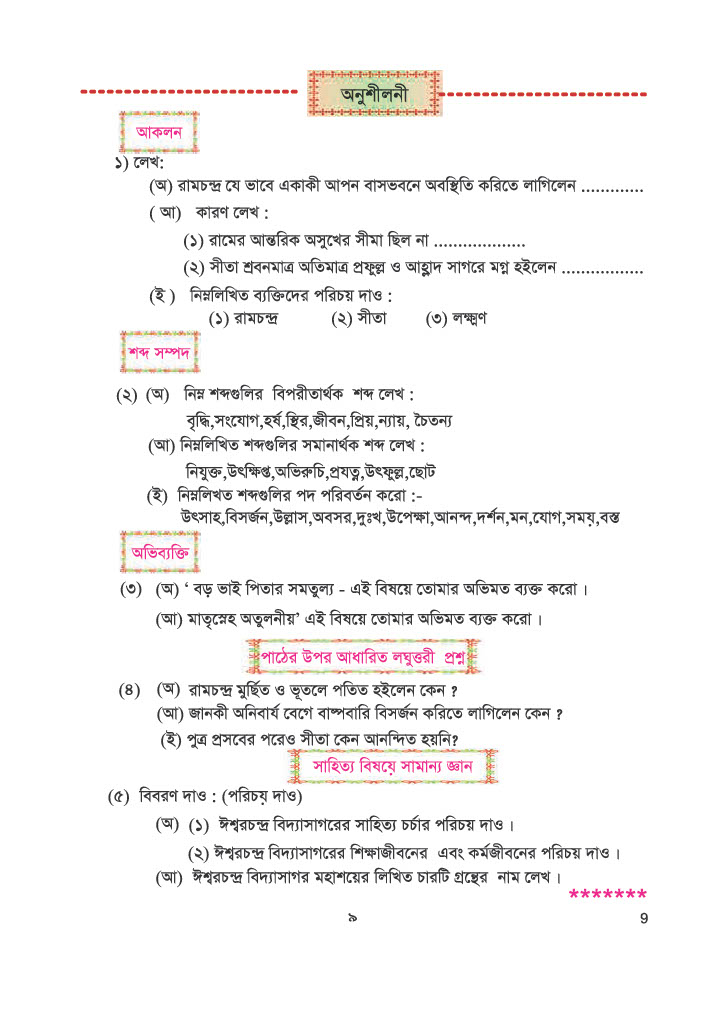 অনুশীলনী
আকলন
১) লেখ:
(অ) রামচন্দ্র যে ভাবে একাকী আপন বাসভবনে অবস্থিতি করিতে লাগিলেন .............
( আ) কারণ লেখ :
(১) রামের আন্তরিক অসুখের সীমা ছিল না ...................
(২) সীতা শ্রবনমাত্র অতিমাত্র প্রফুল্ল ও আহ্লাদ সাগরে মগ্ন হইলেন .................
(ই ) নিম্নলিখিত ব্যক্তিদের পরিচয় দাও :
(১) রামচন্দ্র (২) সীতা (৩) লক্ষ্মণ
শব্দ সম্পদ
(২) (অ) নিম্ন শব্দগুলির বিপরীতার্থক শব্দ লেখ :
বৃদ্ধি,সংযোগ,হর্ষ,স্থির,জীবন,প্রিয়,ন্যায়, চৈতন্য
(আ) নিম্নলিখিত শব্দগুলির সমানার্থক শব্দ লেখ :
নিযুক্ত,উৎক্ষিপ্ত,অভিরুচি,প্রযত্ন,উৎফুল্ল,ছোট
(ই) নিম্নলিখত শব্দগুলির পদ পরিবর্তন করো :-
উৎসাহ,বিসর্জন,উল্লাস,অবসর,দুঃখ,উপেক্ষা,আনন্দ,দর্শন,মন,যোগ,সময়,বস্ত
অভিব্যক্তি
(৩) (অ) ‘ বড় ভাই পিতার সমতুল্য - এই বিষয়ে তোমার অভিমত ব্যক্ত করো ।
(আ) মাতৃস্নেহ অতুলনীয়’ এই বিষয়ে তোমার অভিমত ব্যক্ত করো ।
পাঠের উপর আধারিত লঘুত্তরী প্রশ্ন
(৪) (অ) রামচন্দ্র মুর্ছিত ও ভূতলে পতিত হইলেন কেন ?
(আ) জানকী অনিবার্য বেগে বাষ্পবারি বিসর্জন করিতে লাগিলেন কেন ?
(ই) পুত্র প্রসবের পরেও সীতা কেন আনন্দিত হয়নি?
সাহিত্য বিষয়ে সামান্য জ্ঞান
(৫) বিবরণ দাও : (পরিচয় দাও)
(অ) (১) ঈশ্বরচন্দ্র বিদ্যাসাগরের সাহিত্য চর্চার পরিচয় দাও ।
(২) ঈশ্বরচন্দ্র বিদ্যাসাগরের শিক্ষাজীবনের এবং কর্মজীবনের পরিচয় দাও ।
(আ) ঈশ্বরচন্দ্র বিদ্যাসাগর মহাশয়ের লিখিত চারটি গ্রন্থের নাম লেখ ।
*******
৯ 9